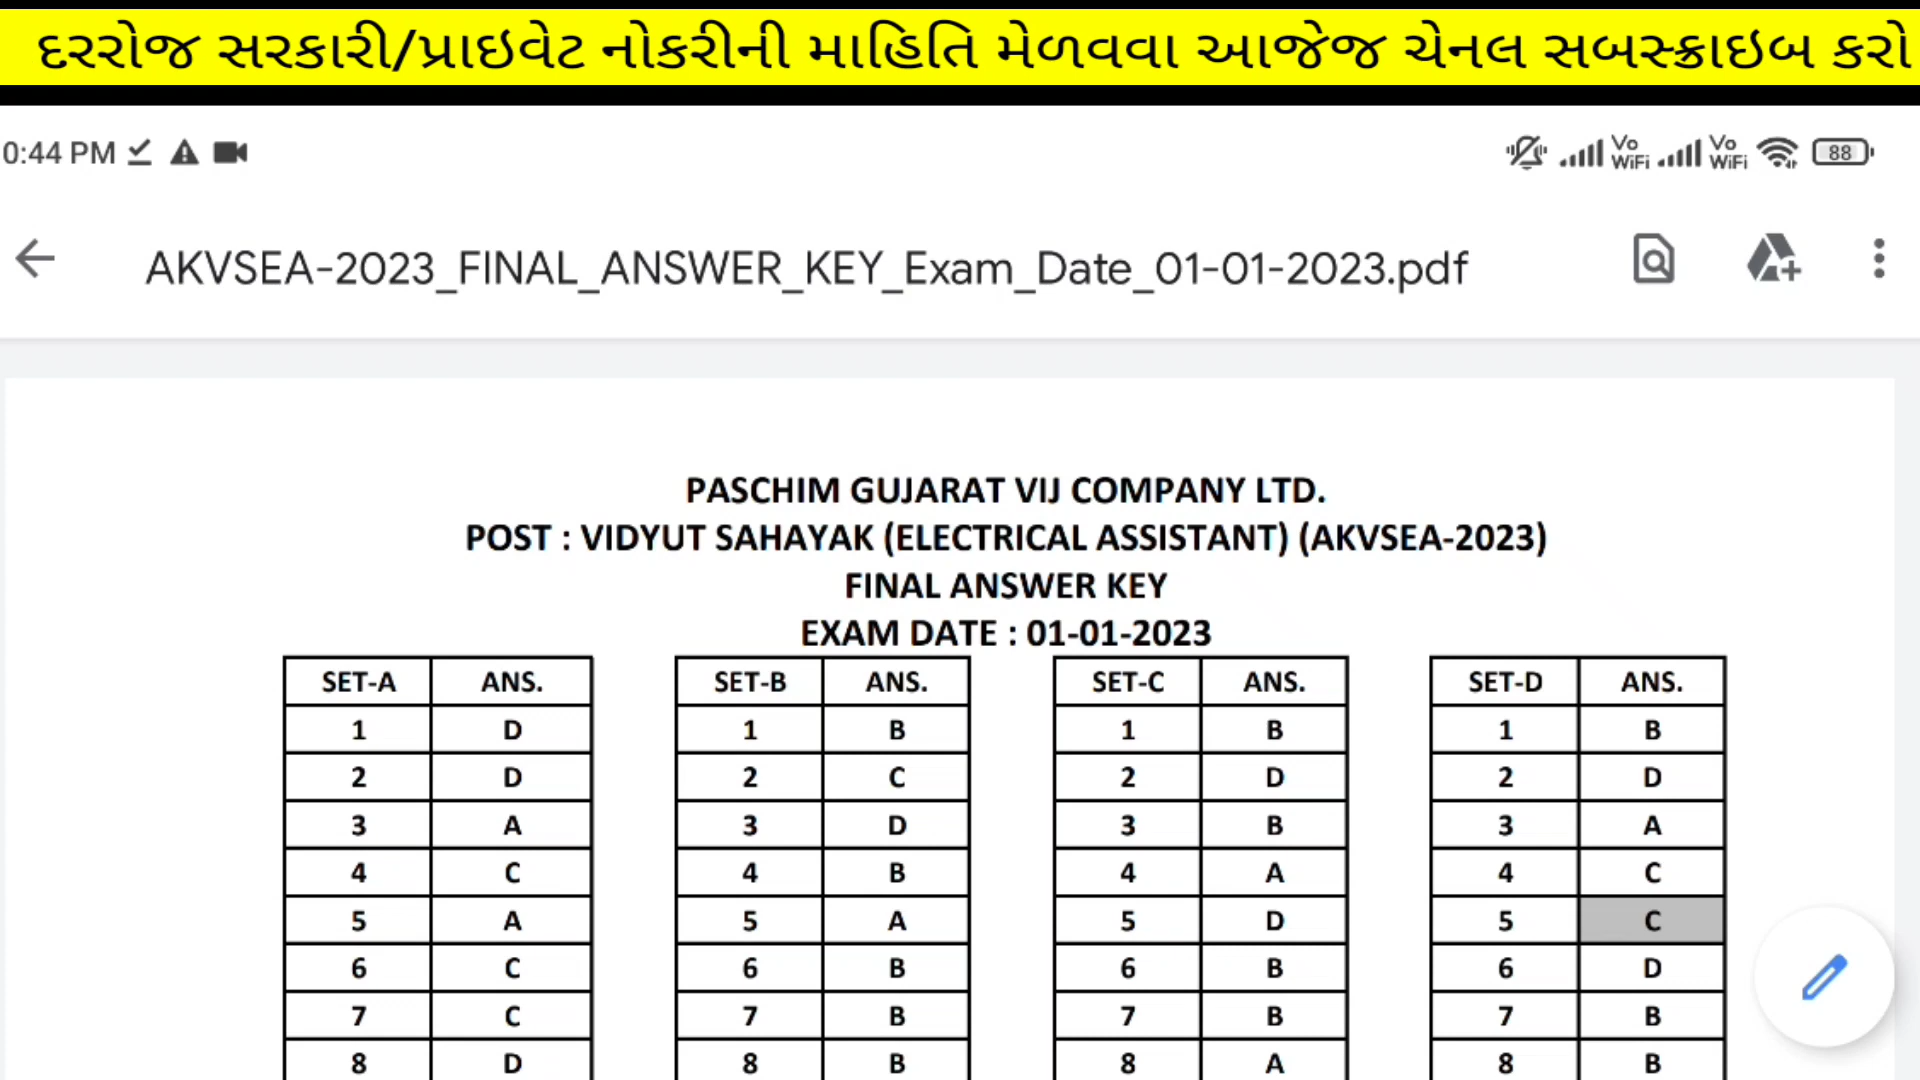 દરરોજ સરકારી/પ્રાઇવેટ નોકરીની માહિતિ મેળવવા આજેજ ચેનલ સબસ્ક્રાઇબ કરો
0:44 PM Vo WiFi Vo WiFi 88
AKVSEA-2023_FINAL_ANSWER_KEY_Exam_Date_01-01-2023.pdf
PASCHIM GUJARAT VIJ COMPANY LTD.
POST : VIDYUT SAHAYAK (ELECTRICAL ASSISTANT) (AKVSEA-2023)
FINAL ANSWER KEY
EXAM DATE : 01-01-2023
SET-A ANS. SET-B ANS. SET-C ANS. SET-D ANS.
1 D 1 B 1 B 1 B
2 D 2 C 2 D 2 D
3 A 3 D 3 B 3 A
4 C 4 B 4 A 4 C
5 A 5 A 5 D 5 C
6 C 6 B 6 B 6 D
7 C 7 B 7 B 7 B
8 D 8 B 8 A 8 B